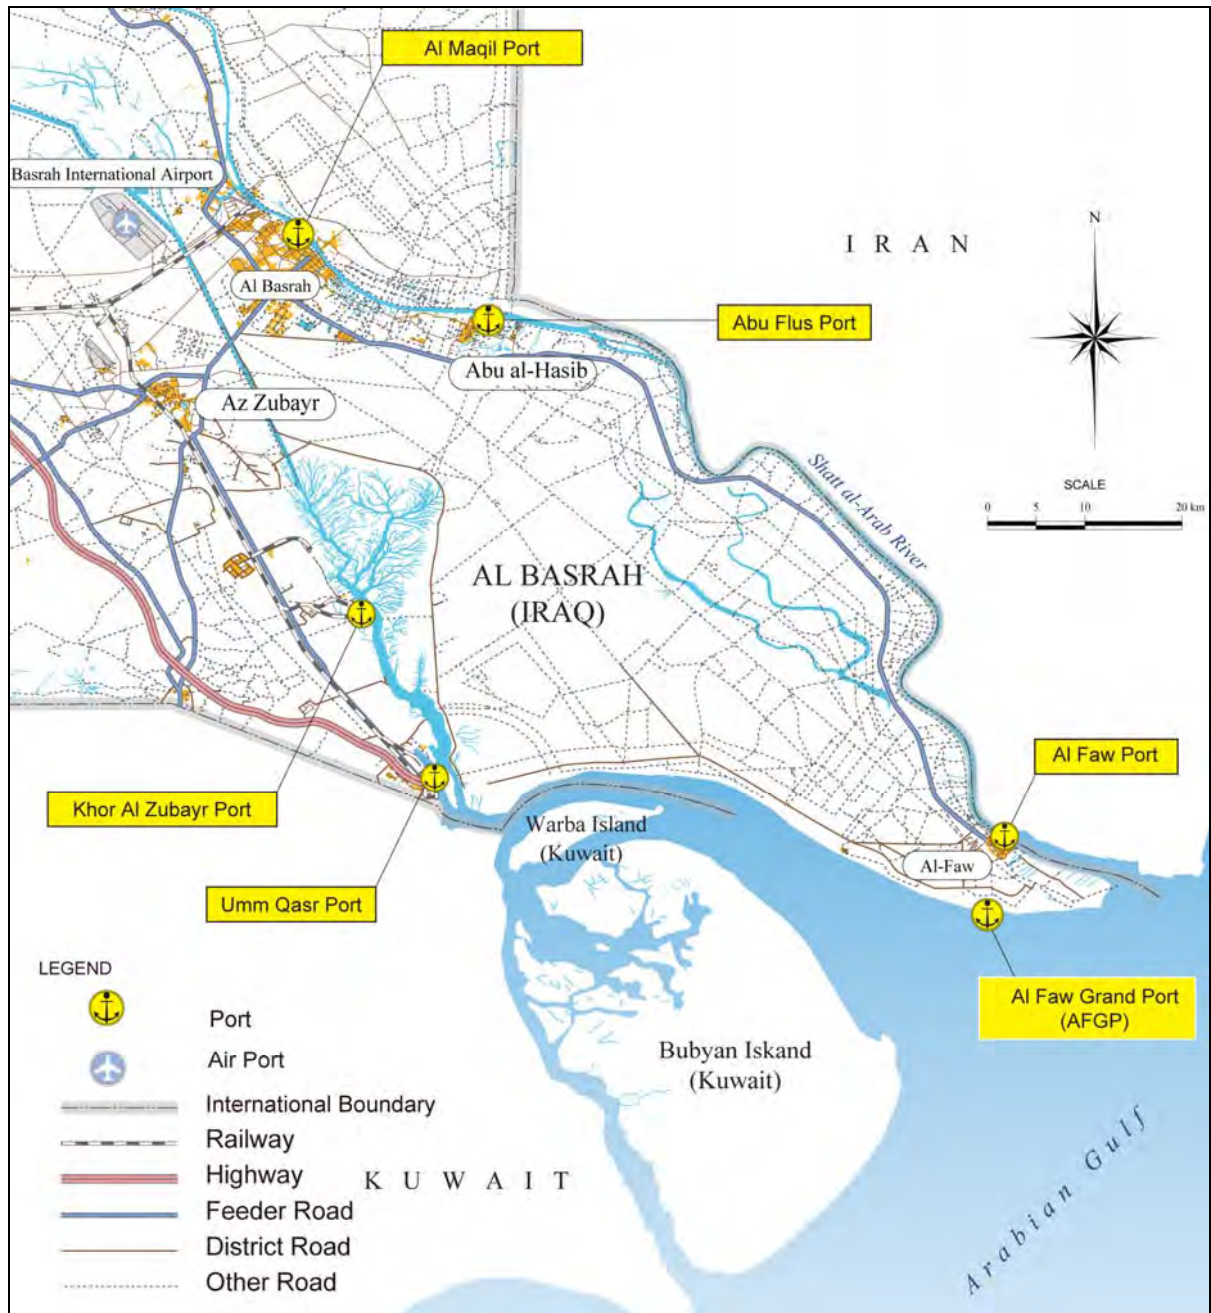 Al Maqil Port
Basrah International Airport
I R A N
N
Al Basrah
Abu Flus Port
Abu al-Hasib
Az Zubayr
Shatt al-Arab River
SCALE
0 5 10 20 km
AL BASRAH
(IRAQ)
Al Faw Port
Khor Al Zubayr Port
Warba Island
(Kuwait)
Al-Faw
Umm Qasr Port
LEGEND
Port
Air Port
International Boundary
Railway
Highway
Feeder Road
District Road
Other Road
Al Faw Grand Port
(AFGP)
Bubyan Iskand
(Kuwait)
K U W A I T
Arabian Gulf